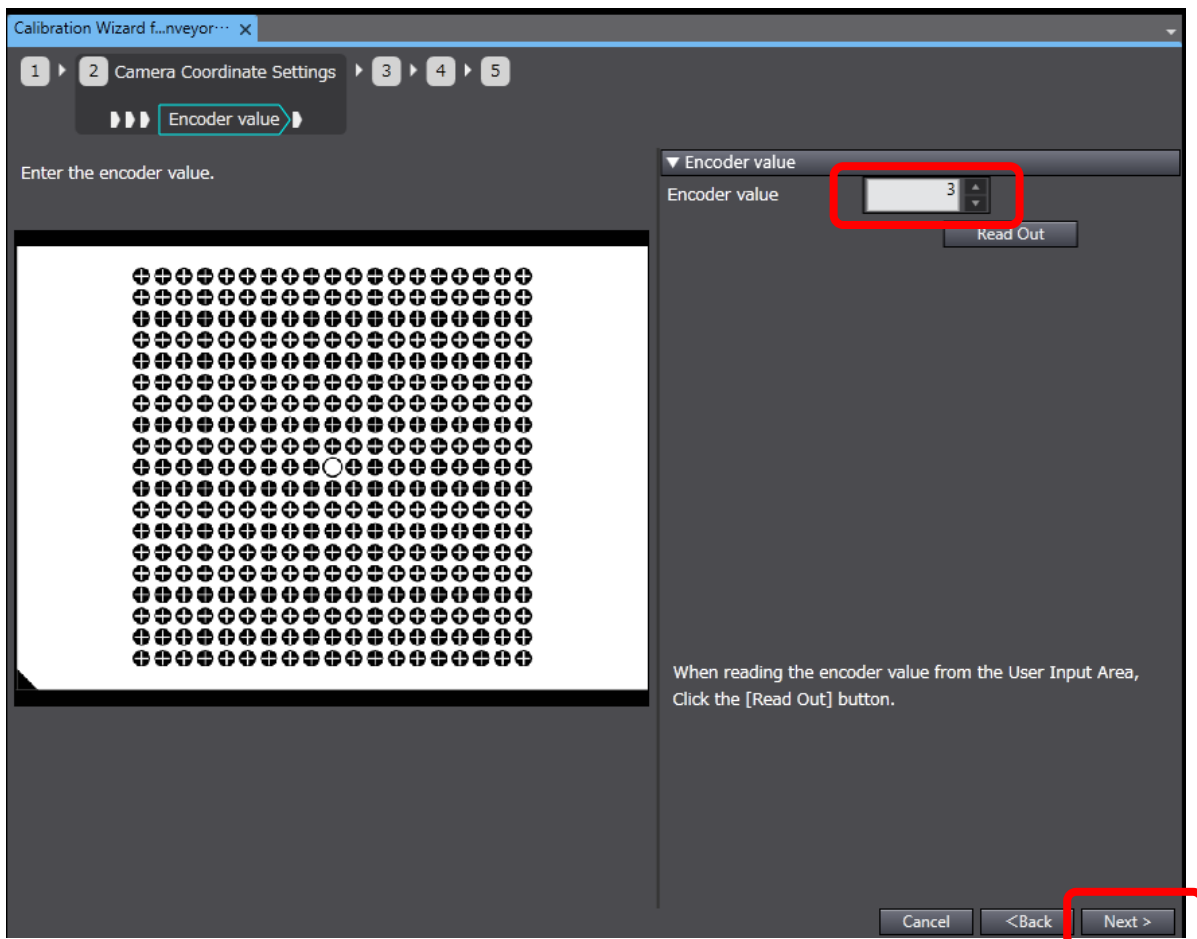 Calibration Wizard f...nveyor··· ×
1 2 Camera Coordinate Settings 3 4 5
Encoder value
Enter the encoder value.
▼ Encoder value
Encoder value 3
Read Out
When reading the encoder value from the User Input Area,
Click the [Read Out] button.
Cancel <Back Next >